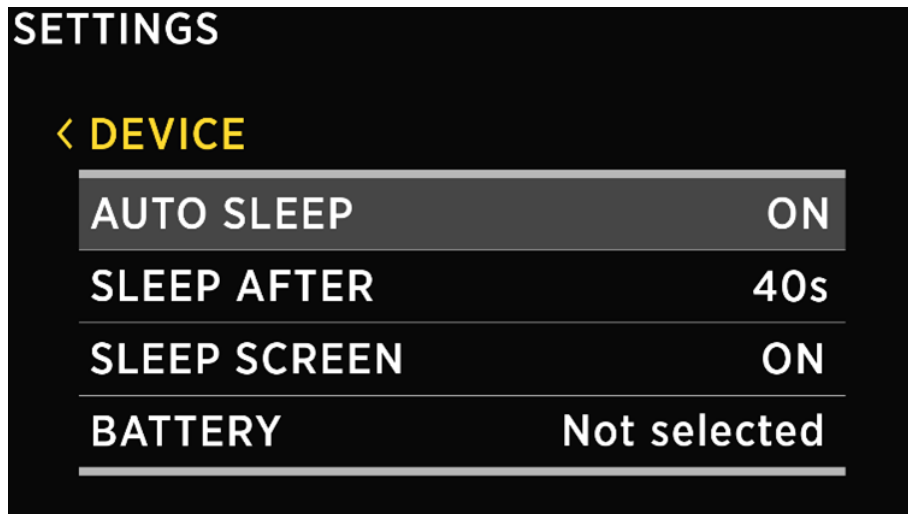 SETTINGS
< DEVICE
AUTO SLEEP ON
SLEEP AFTER 40s
SLEEP SCREEN ON
BATTERY Not selected